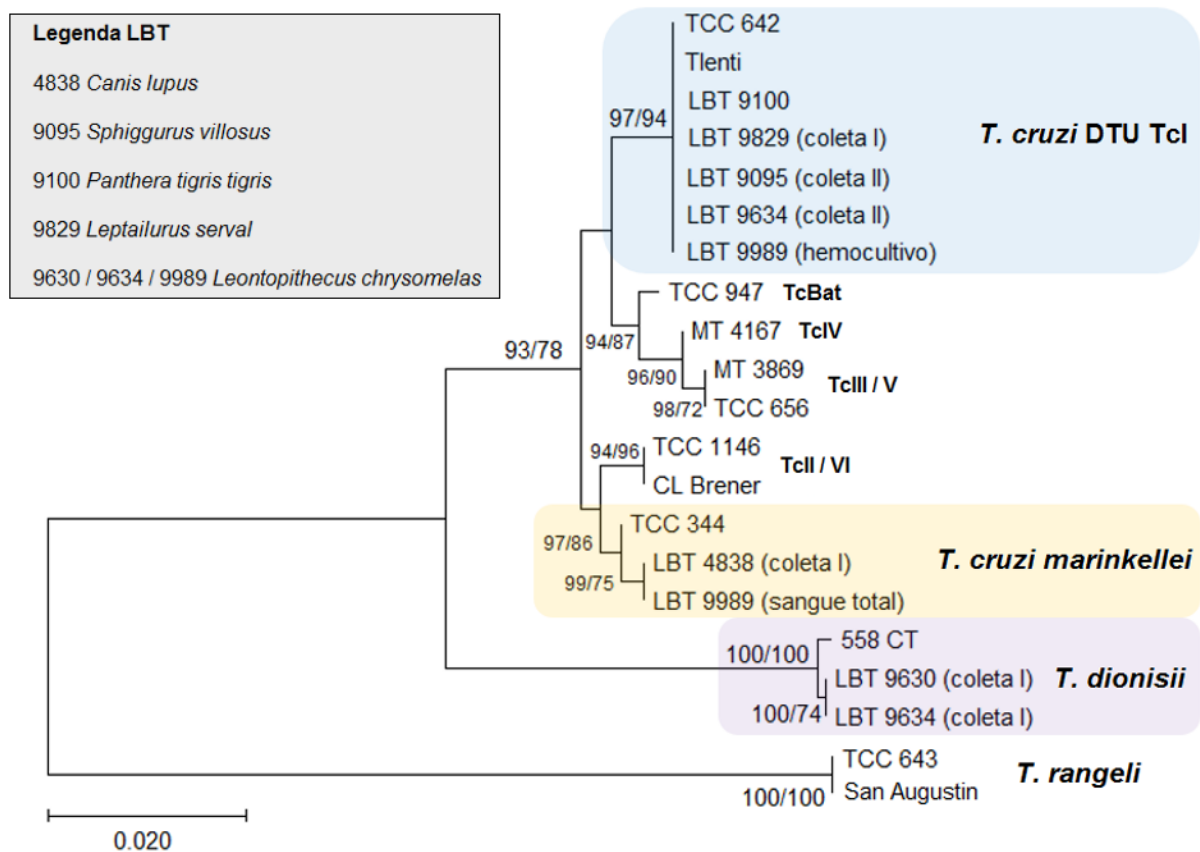 Legenda LBT
4838 Canis lupus
9095 Sphiggurus villosus
9100 Panthera tigris tigris
9829 Leptailurus serval
9630 / 9634 / 9989 Leontopithecus chrysomelas
TCC 642
Tlenti
LBT 9100
97/94
LBT 9829 (coleta I)
T. cruzi DTU TcI
LBT 9095 (coleta II)
LBT 9634 (coleta II)
LBT 9989 (hemocultivo)
TCC 947 TcBat
94/87
MT 4167 TcIV
93/78
96/90
MT 3869
TcIII / V
98/72
TCC 656
94/96
TCC 1146
TcII / VI
CL Brener
TCC 344
97/86
LBT 4838 (coleta I)
T. cruzi marinkellei
99/75
LBT 9989 (sangue total)
558 CT
100/100
LBT 9630 (coleta I)
T. dionisii
100/74
LBT 9634 (coleta I)
TCC 643
T. rangeli
100/100
San Augustin
0.020